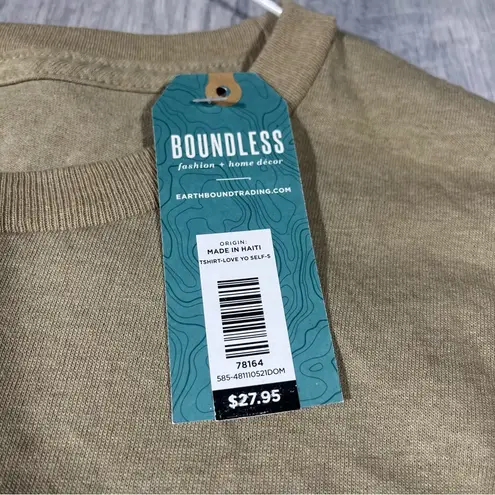 BOUNDLESS
fashion + home décor
EARTHBOUNDTRADING.COM
ORIGIN:
MADE IN HAITI
TSHIRT-LOVE YO SELF-S
78164
585-481110521DOM
$27.95